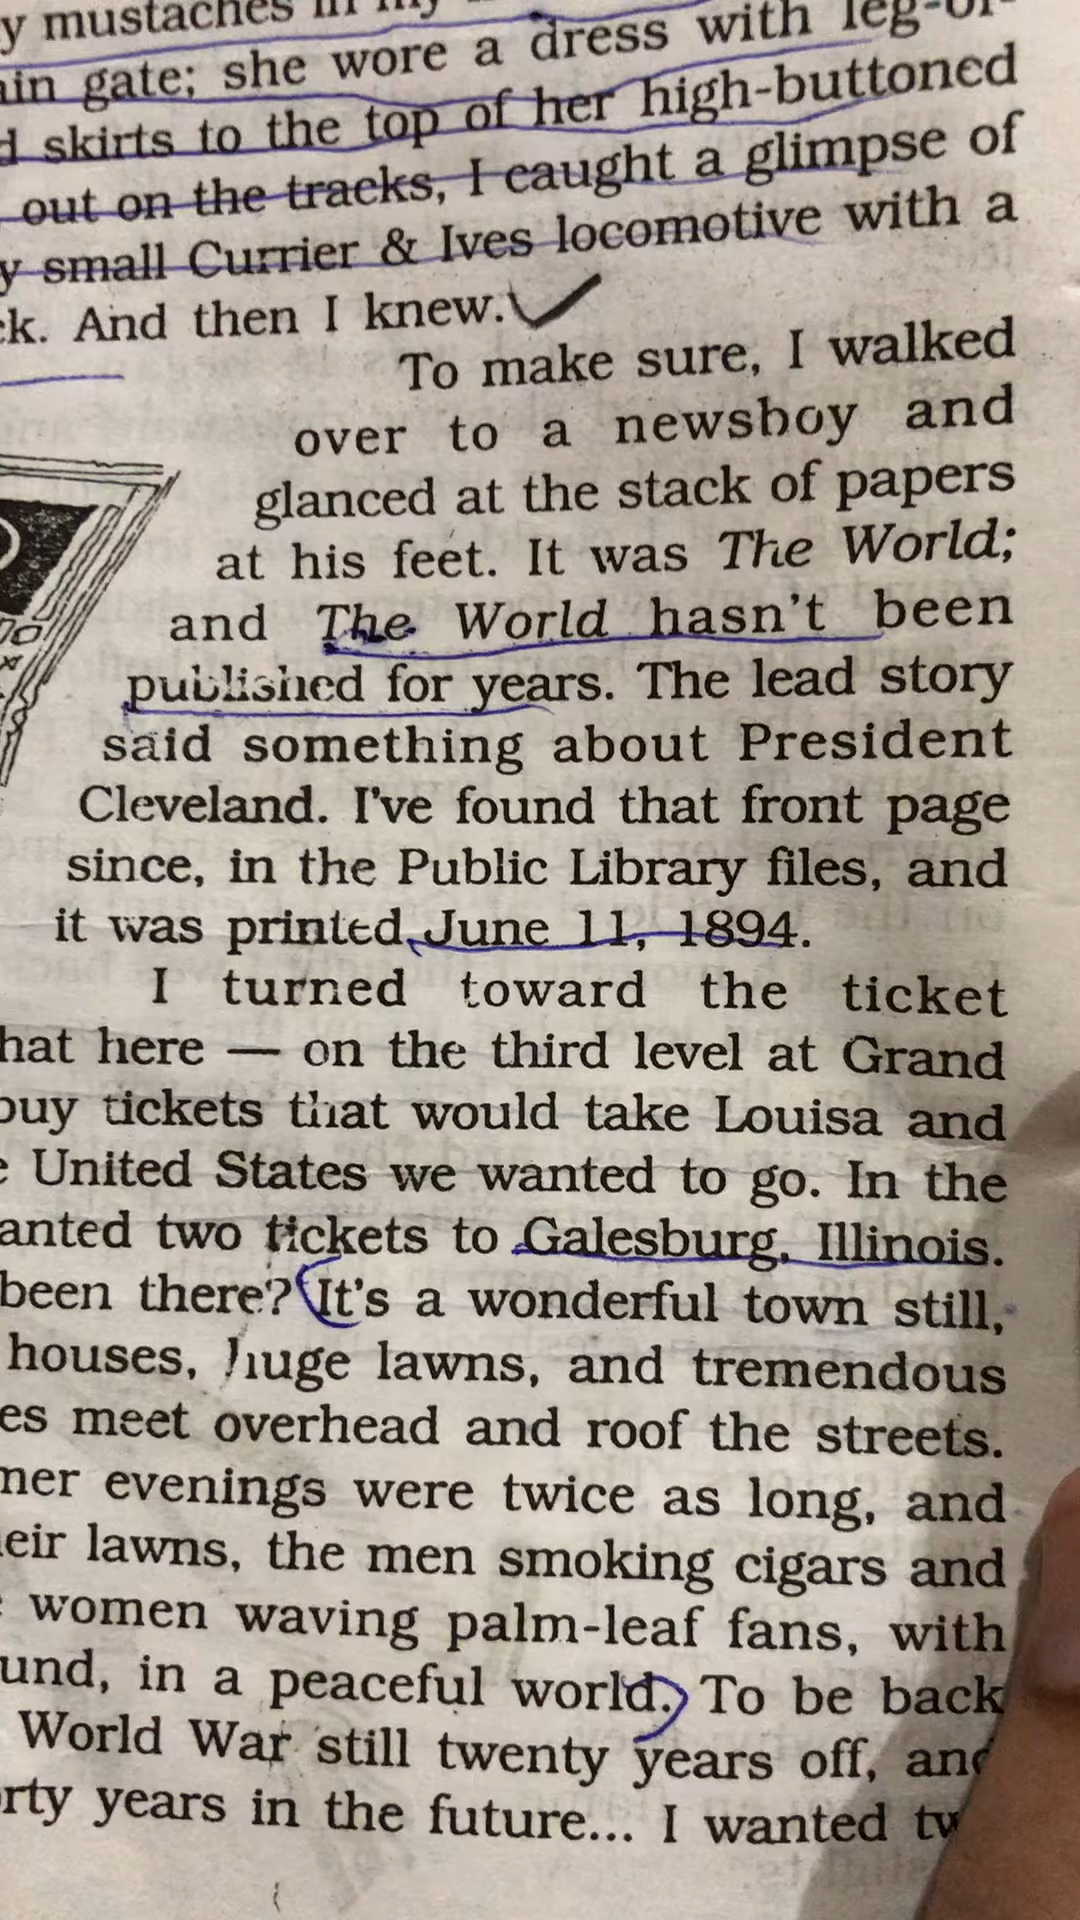 y mustaches in my
ain gate; she wore a dress with leg-of-
d skirts to the top of her high-buttoned
out on the tracks, I caught a glimpse of
y small Currier & Ives locomotive with a
ck. And then I knew.
To make sure, I walked
over to a newsboy and
glanced at the stack of papers
at his feet. It was The World;
and The World hasn't been
published for years. The lead story
said something about President
Cleveland. I've found that front page
since, in the Public Library files, and
it was printed June 11, 1894.
I turned toward the ticket
hat here — on the third level at Grand
buy tickets that would take Louisa and
e United States we wanted to go. In the
anted two tickets to Galesburg, Illinois.
been there? It's a wonderful town still,
houses, huge lawns, and tremendous
es meet overhead and roof the streets.
mer evenings were twice as long, and
eir lawns, the men smoking cigars and
e women waving palm-leaf fans, with
und, in a peaceful world. To be back
World War still twenty years off, and
rty years in the future... I wanted tw